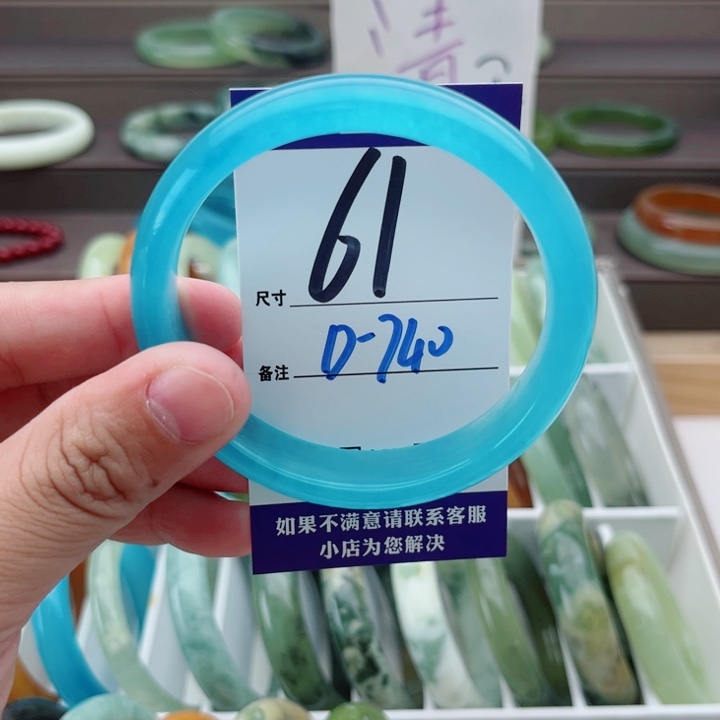 清
尺寸 61
备注 D-740
如果不满意请联系客服
小店为您解决